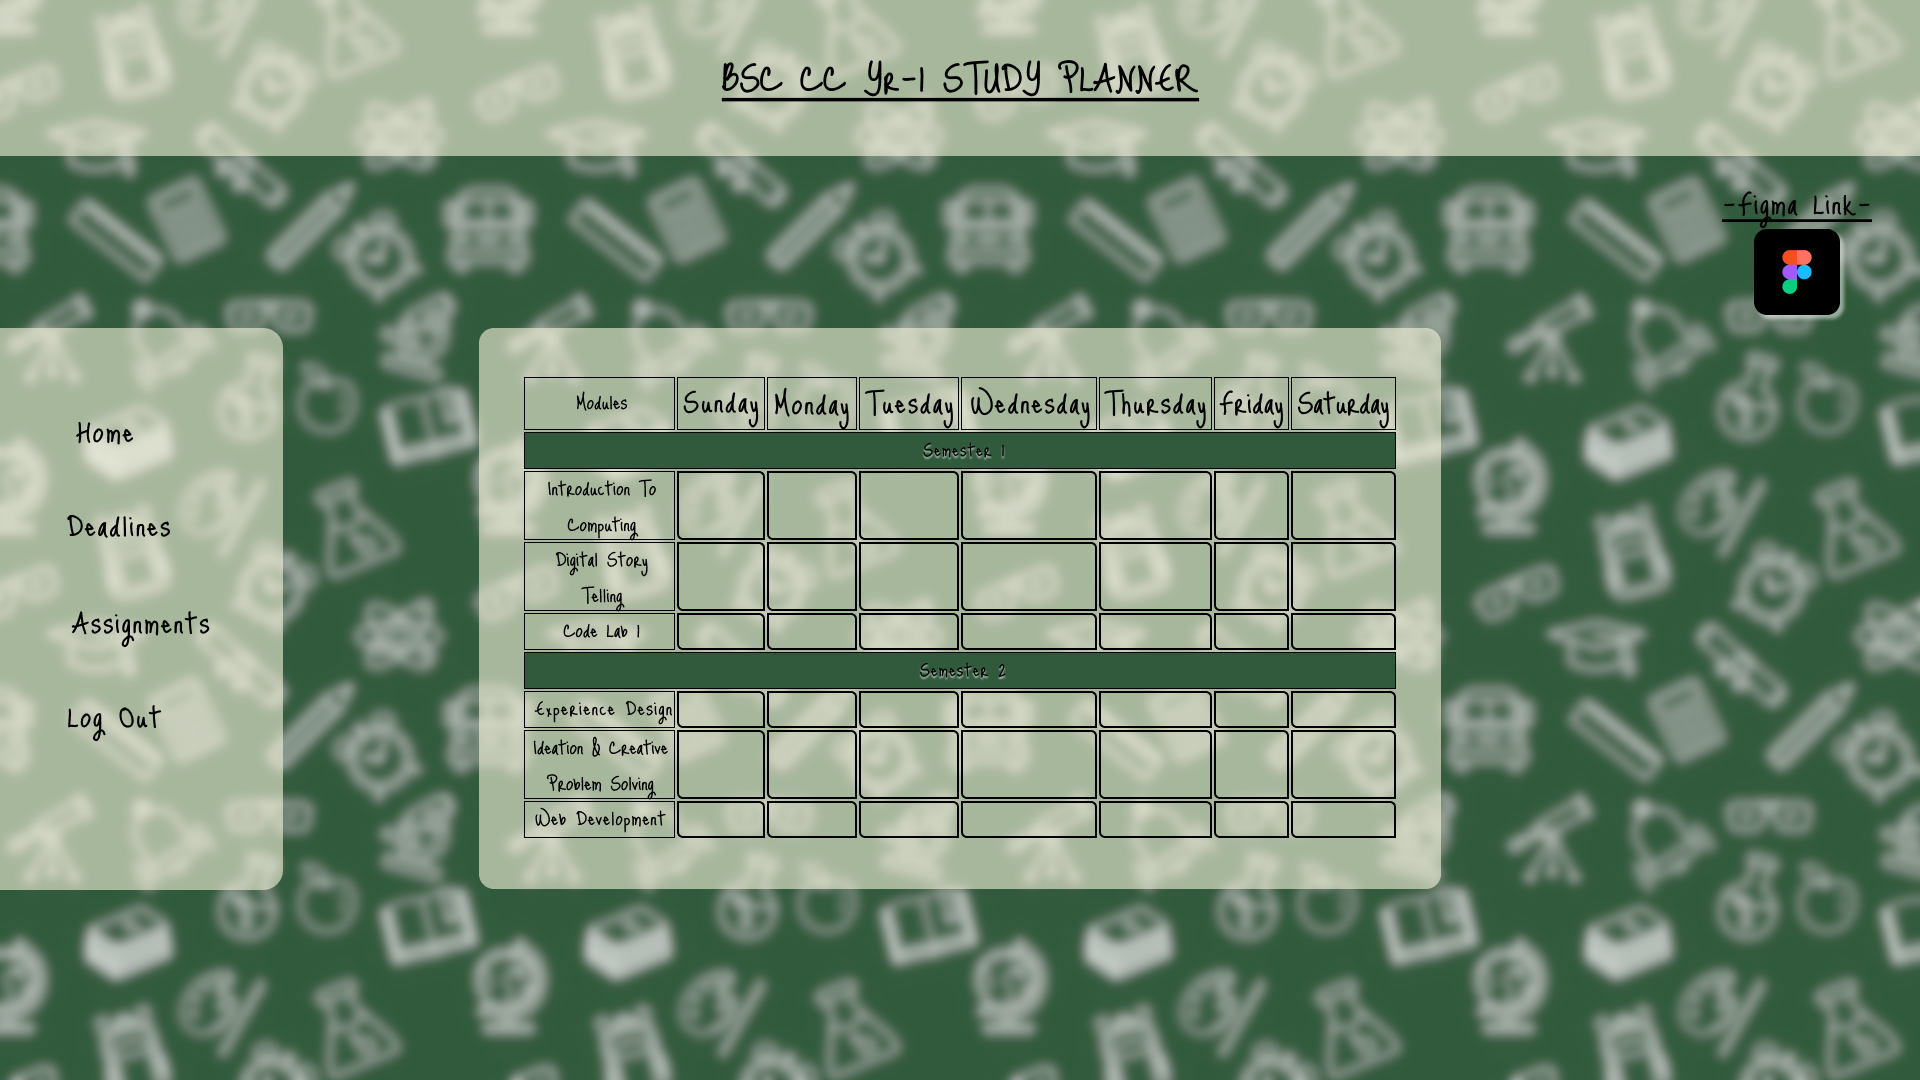 BSC CC Yr-1 STUDY PLANNER
-Figma Link-
Home
Deadlines
Assignments
Log Out
Modules Sunday Monday Tuesday Wednesday Thursday Friday Saturday
Semester 1
Introduction To
Computing
Digital Story
Telling
Code Lab 1
Semester 2
Experience Design
Ideation & Creative
Problem Solving
Web Development